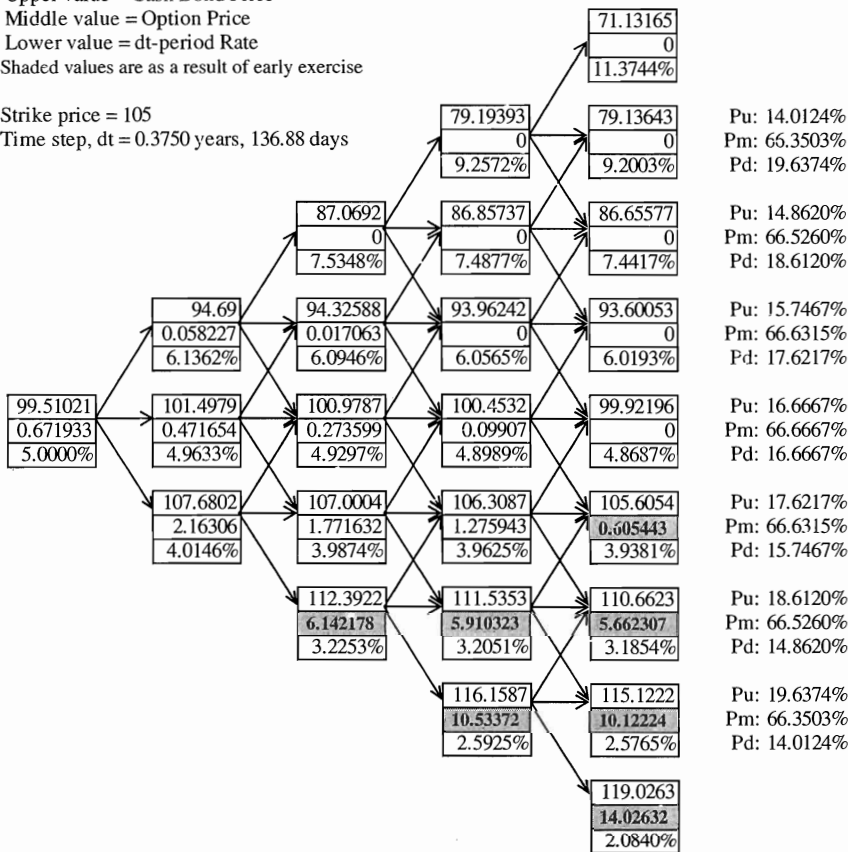 Upper value = Cash Bond Price
Middle value = Option Price
Lower value = dt-period Rate
Shaded values are as a result of early exercise
Strike price = 105
Time step, dt = 0.3750 years, 136.88 days
71.13165
0
11.3744%
79.19393 79.13643 Pu: 14.0124%
0 0 Pm: 66.3503%
9.2572% 9.2003% Pd: 19.6374%
87.0692 86.85737 86.65577 Pu: 14.8620%
0 0 0 Pm: 66.5260%
7.5348% 7.4877% 7.4417% Pd: 18.6120%
94.69 94.32588 93.96242 93.60053 Pu: 15.7467%
0.058227 0.017063 0 0 Pm: 66.6315%
6.1362% 6.0946% 6.0565% 6.0193% Pd: 17.6217%
99.51021 101.4979 100.9787 100.4532 99.92196 Pu: 16.6667%
0.671933 0.471654 0.273599 0.09907 0 Pm: 66.6667%
5.0000% 4.9633% 4.9297% 4.8989% 4.8687% Pd: 16.6667%
107.6802 107.0004 106.3087 105.6054 Pu: 17.6217%
2.16306 1.771632 1.275943 0.605443 Pm: 66.6315%
4.0146% 3.9874% 3.9625% 3.9381% Pd: 15.7467%
112.3922 111.5353 110.6623 Pu: 18.6120%
6.142178 5.910323 5.662307 Pm: 66.5260%
3.2253% 3.2051% 3.1854% Pd: 14.8620%
116.1587 115.1222 Pu: 19.6374%
10.53372 10.12224 Pm: 66.3503%
2.5925% 2.5765% Pd: 14.0124%
119.0263
14.02632
2.0840%